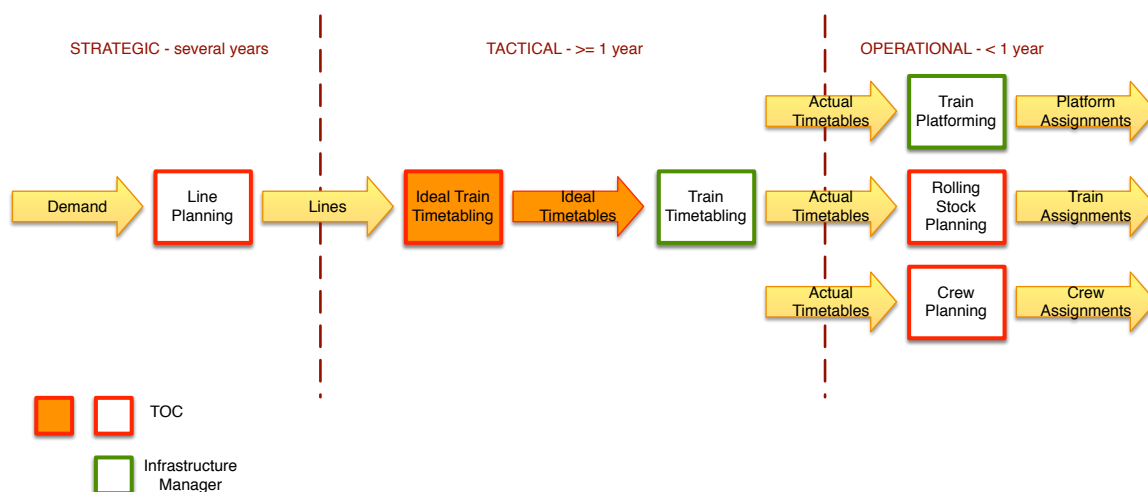 STRATEGIC - several years
TACTICAL - >= 1 year
OPERATIONAL - < 1 year
Actual
Timetables
Train
Platforming
Platform
Assignments
Demand
Line
Planning
Lines
Ideal Train
Timetabling
Ideal
Timetables
Train
Timetabling
Actual
Timetables
Rolling
Stock
Planning
Train
Assignments
Actual
Timetables
Crew
Planning
Crew
Assignments
TOC
Infrastructure
Manager